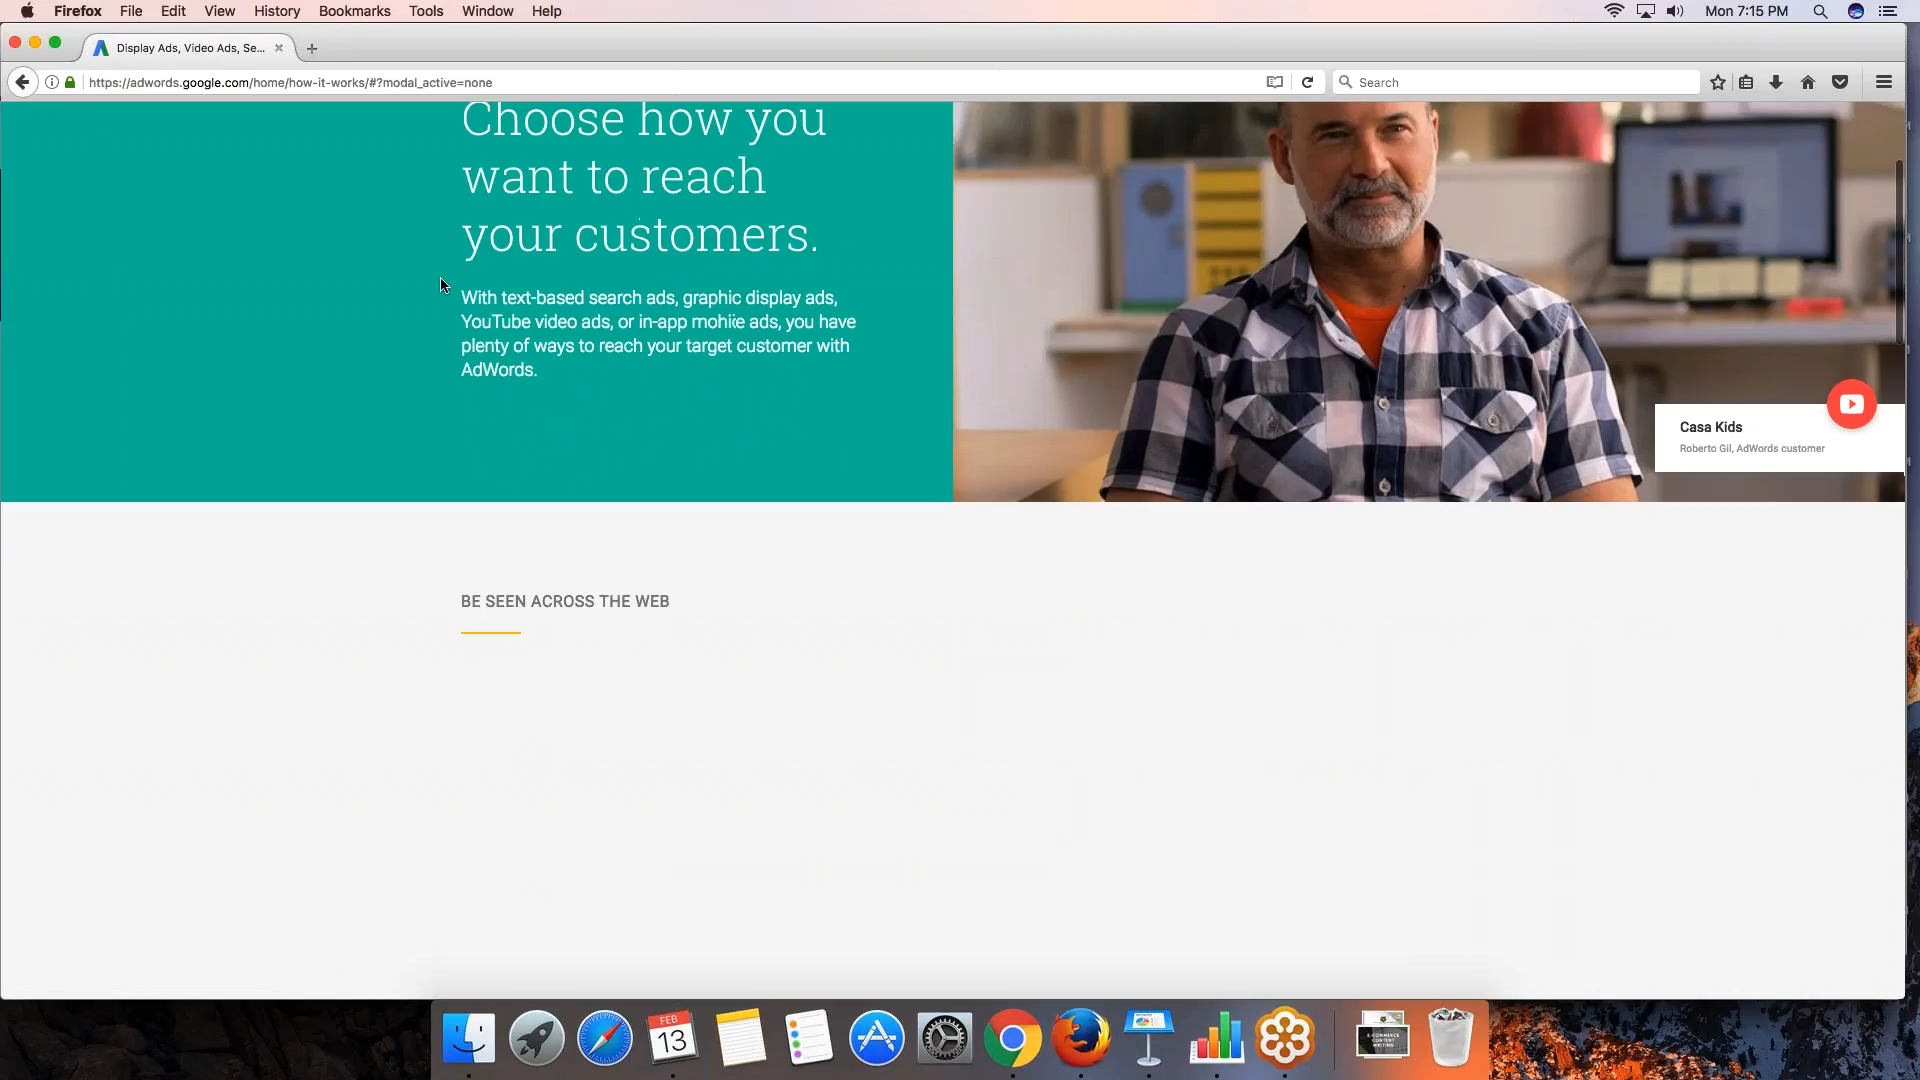 Firefox File Edit View History Bookmarks Tools Window Help Mon 7:15 PM
Display Ads, Video Ads, Se...
https://adwords.google.com/home/how-it-works/#?modal_active=none Search
Choose how you
want to reach
your customers.
With text-based search ads, graphic display ads,
YouTube video ads, or in-app ads, you have
plenty of ways to reach your target customer with
AdWords.
Casa Kids
Roberto Gil, AdWords customer
BE SEEN ACROSS THE WEB
FEB
13
E-COMMERCE
CONTENT
WRITING